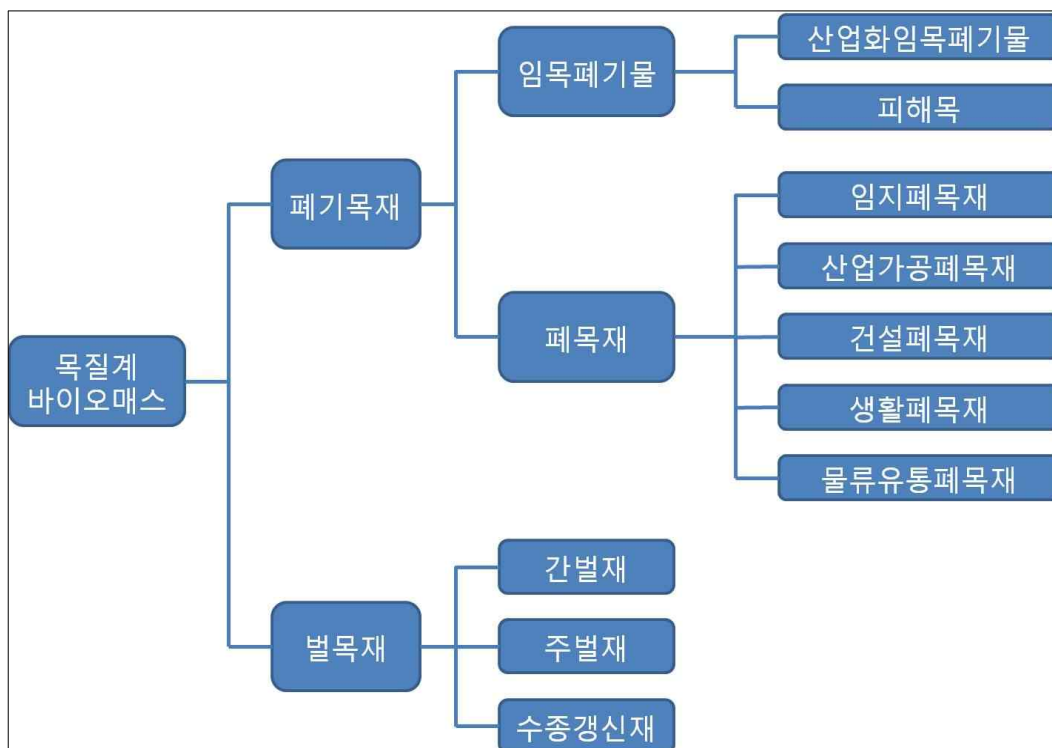 목질계
바이오매스
폐기목재
임목폐기물
산업화임목폐기물
피해목
폐목재
임지폐목재
산업가공폐목재
건설폐목재
생활폐목재
물류유통폐목재
벌목재
간벌재
주벌재
수종갱신재